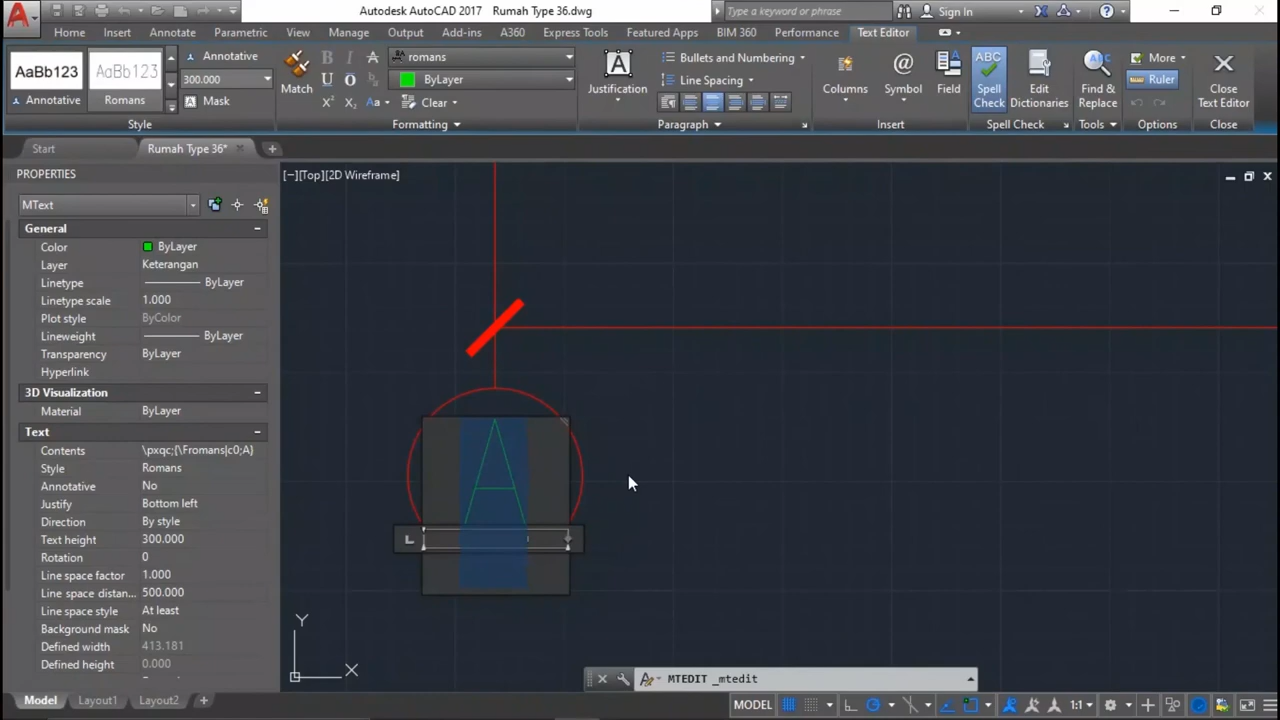 Autodesk AutoCAD 2017 Rumah Type 36.dwg
Type a keyword or phrase
Sign In
Home Insert Annotate Parametric View Manage Output Add-ins A360 Express Tools Featured Apps BIM 360 Performance Text Editor
AaBb123 AaBb123 Annotative romans Bullets and Numbering More
Annotative Romans 300.000 ByLayer Line Spacing Ruler
Mask Clear
Match Justification Columns Symbol Field Spell Check Edit Dictionaries Find & Replace Close Text Editor
Style Formatting Paragraph Insert Spell Check Tools Options Close
Start Rumah Type 36*
PROPERTIES
[−][Top][2D Wireframe]
MText
General
Color ByLayer
Layer Keterangan
Linetype ByLayer
Linetype scale 1.000
Plot style ByColor
Lineweight ByLayer
Transparency ByLayer
Hyperlink
3D Visualization
Material ByLayer
Text
Contents \pxqc;{\Fromans|c0;A}
Style Romans
Annotative No
Justify Bottom left
Direction By style
Text height 300.000
Rotation 0
Line space factor 1.000
Line space distan... 500.000
Line space style At least
Background mask No
Defined width 413.181
Defined height 0.000
A
Y
X
MTEDIT _mtedit
Model Layout1 Layout2
MODEL 1:1